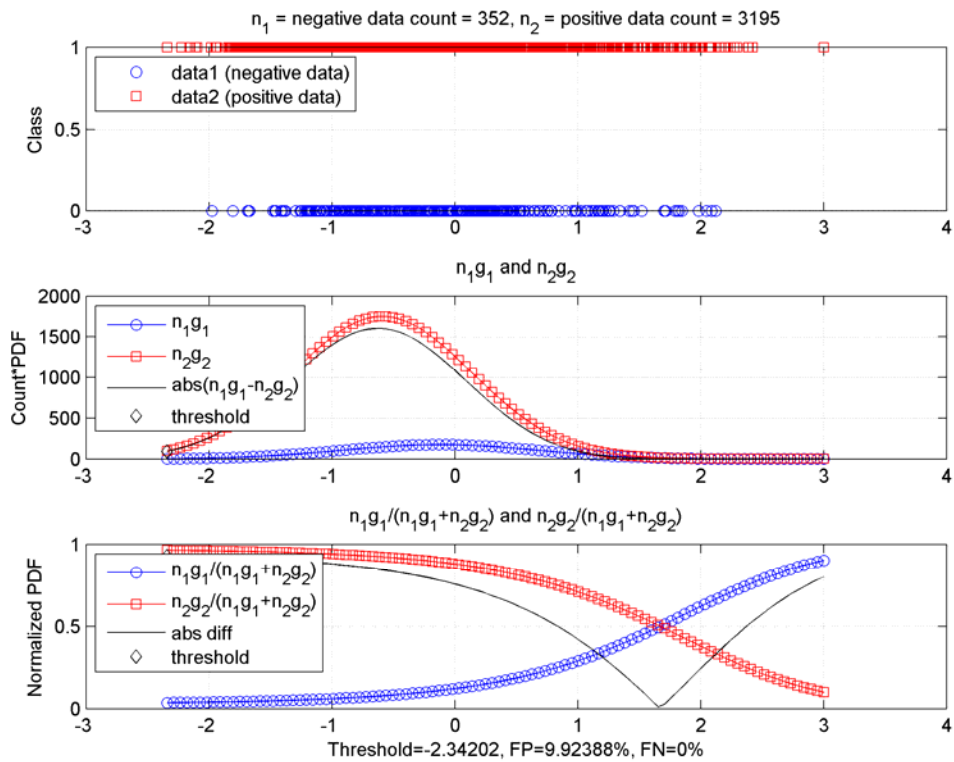 n₁ = negative data count = 352, n₂ = positive data count = 3195
1
0.5
0
Class
data1 (negative data)
data2 (positive data)
-3
-2
-1
0
1
2
3
4
n₁g₁ and n₂g₂
2000
1500
1000
500
0
Count*PDF
n₁g₁
n₂g₂
abs(n₁g₁-n₂g₂)
threshold
-3
-2
-1
0
1
2
3
4
n₁g₁/(n₁g₁+n₂g₂) and n₂g₂/(n₁g₁+n₂g₂)
1
0.5
0
Normalized PDF
n₁g₁/(n₁g₁+n₂g₂)
n₂g₂/(n₁g₁+n₂g₂)
abs diff
threshold
-3
-2
-1
0
1
2
3
4
Threshold=-2.34202, FP=9.92388%, FN=0%